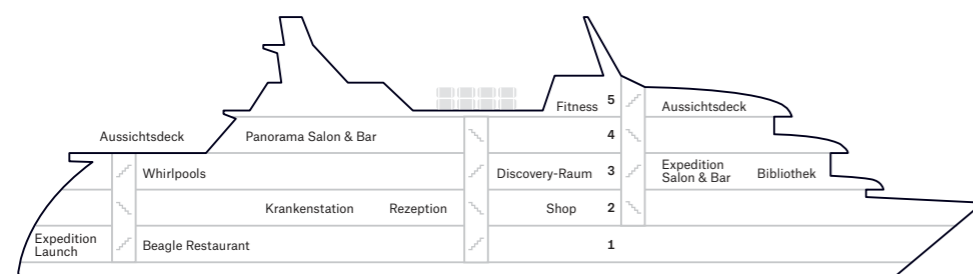 Fitness 5 Aussichtsdeck
Aussichtsdeck Panorama Salon & Bar 4
Whirlpools Discovery-Raum 3 Expedition
Salon & Bar Bibliothek
Krankenstation Rezeption Shop 2
Expedition
Launch Beagle Restaurant 1